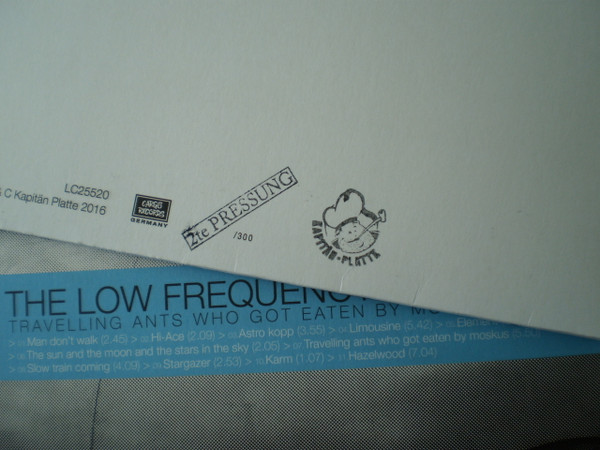 LC25520
C Kapitän Platte 2016
CARGO
RECORDS
GERMANY
2te PRESSUNG
/300
KAPITÄN-PLATTE
THE LOW FREQUENC
TRAVELLING ANTS WHO GOT EATEN BY MO
> Man don't walk (2.45) > Hi-Ace (2.09) > Astro kopp (3.55) > Limousine (5.42) >
> The sun and the moon and the stars in the sky (2.05) > Travelling ants who got eaten by moskus
> Slow train coming (4:09) > Stargazer (2.53) > Karm (1.07) > Hazelwood (7.04)